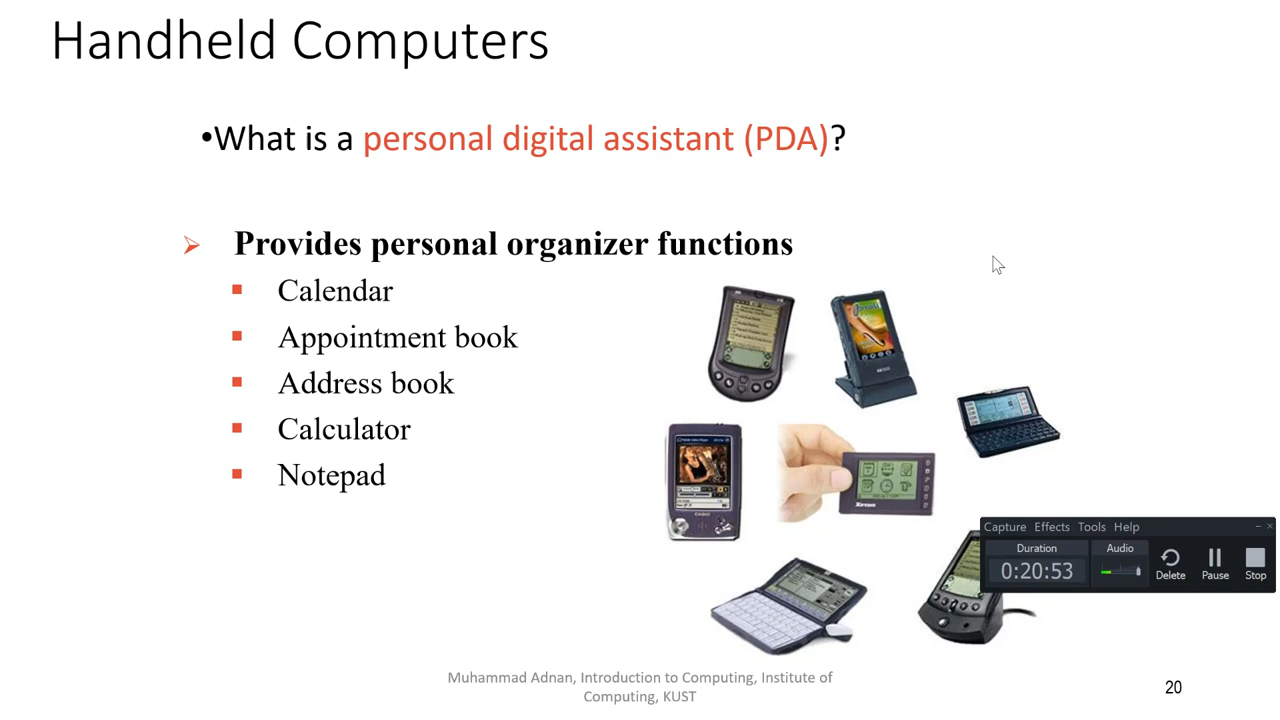 Handheld Computers
•What is a personal digital assistant (PDA)?
Provides personal organizer functions
Calendar
Appointment book
Address book
Calculator
Notepad
CASIO
Xircom
Capture Effects Tools Help
Duration
Audio
0:20:53
Delete
Pause
Stop
Muhammad Adnan, Introduction to Computing, Institute of
Computing, KUST
20